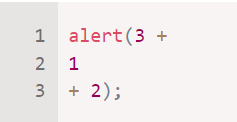 1 alert(3 +
2 1
3 + 2);